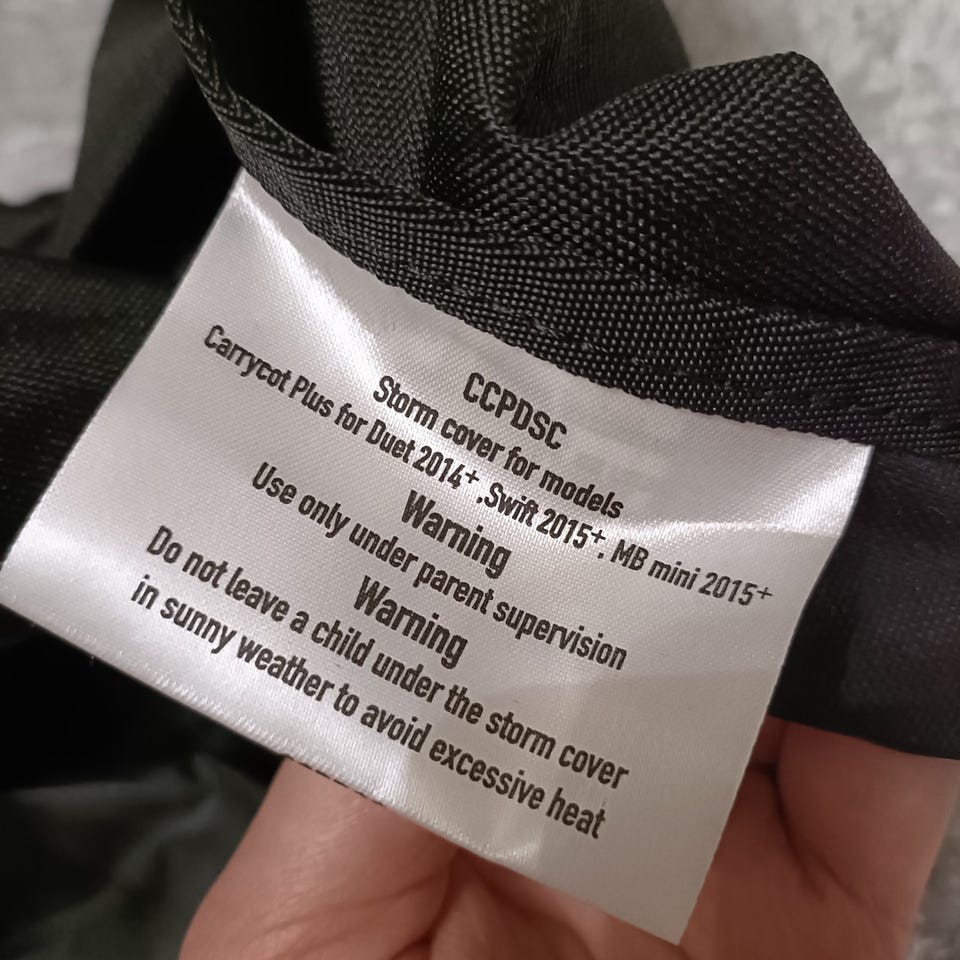 CCPDSC
Storm cover for models
Carrycot Plus for Duet 2014+,Swift 2015+. MB mini 2015+
Warning
Use only under parent supervision
Warning
Do not leave a child under the storm cover
in sunny weather to avoid excessive heat